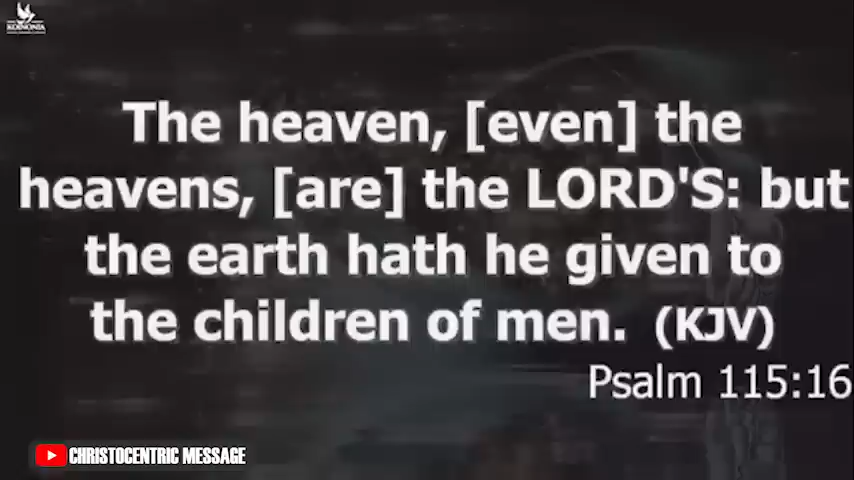 KOINONIA
The heaven, [even] the
heavens, [are] the LORD'S: but
the earth hath he given to
the children of men. (KJV)
Psalm 115:16
CHRISTOCENTRIC MESSAGE